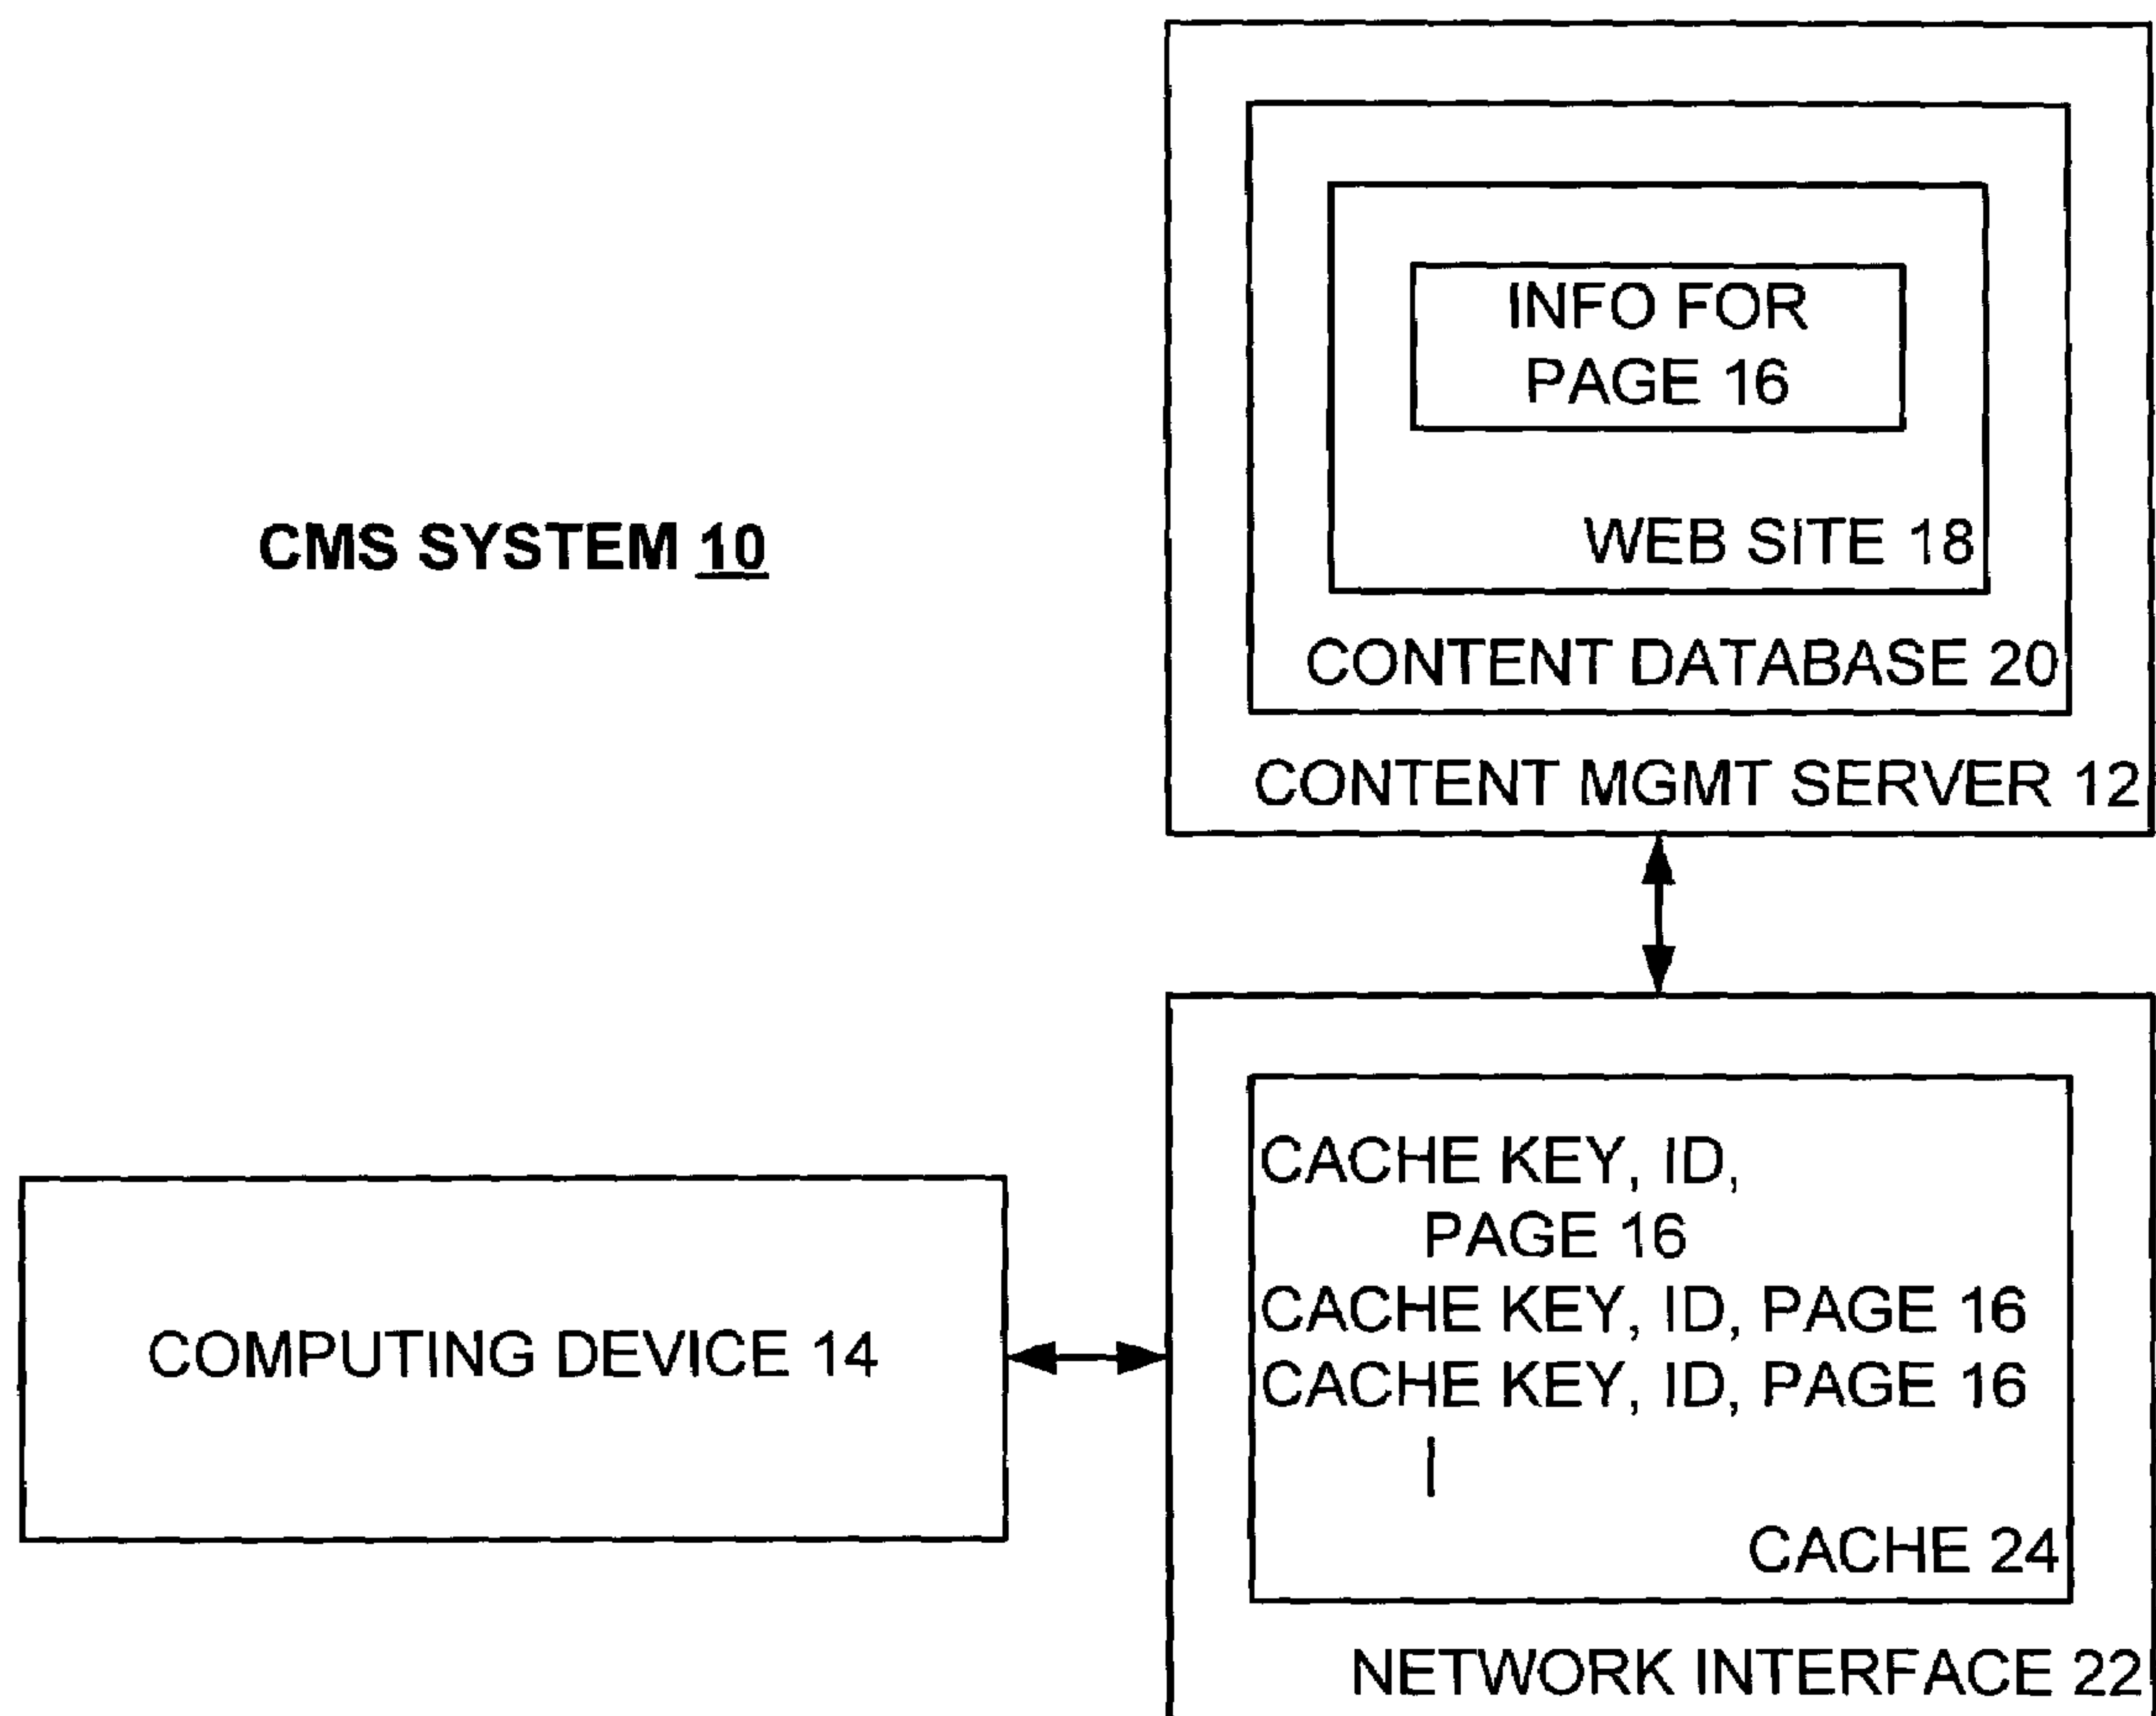 INFO FOR
PAGE 16
CMS SYSTEM 10
WEB SITE 18
CONTENT DATABASE 20
CONTENT MGMT SERVER 12
CACHE KEY, ID,
PAGE 16
CACHE KEY, ID, PAGE 16
COMPUTING DEVICE 14
CACHE KEY, ID, PAGE 16
|
CACHE 24
NETWORK INTERFACE 22